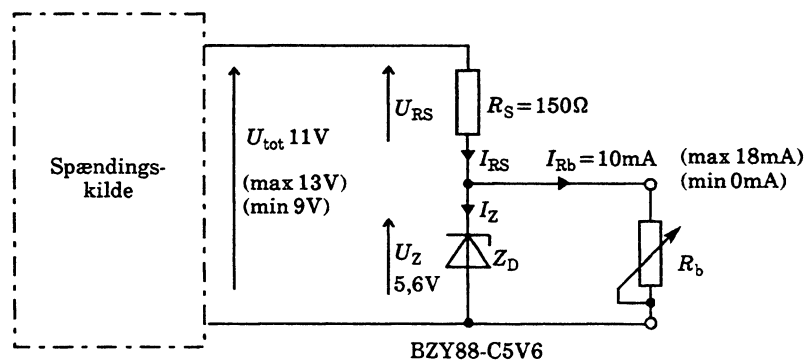 Spændings-
kilde
U_tot 11V
(max 13V)
(min 9V)
U_RS
R_S = 150Ω
I_RS
I_Rb = 10mA
(max 18mA)
(min 0mA)
I_Z
U_Z
5,6V
Z_D
R_b
BZY88-C5V6